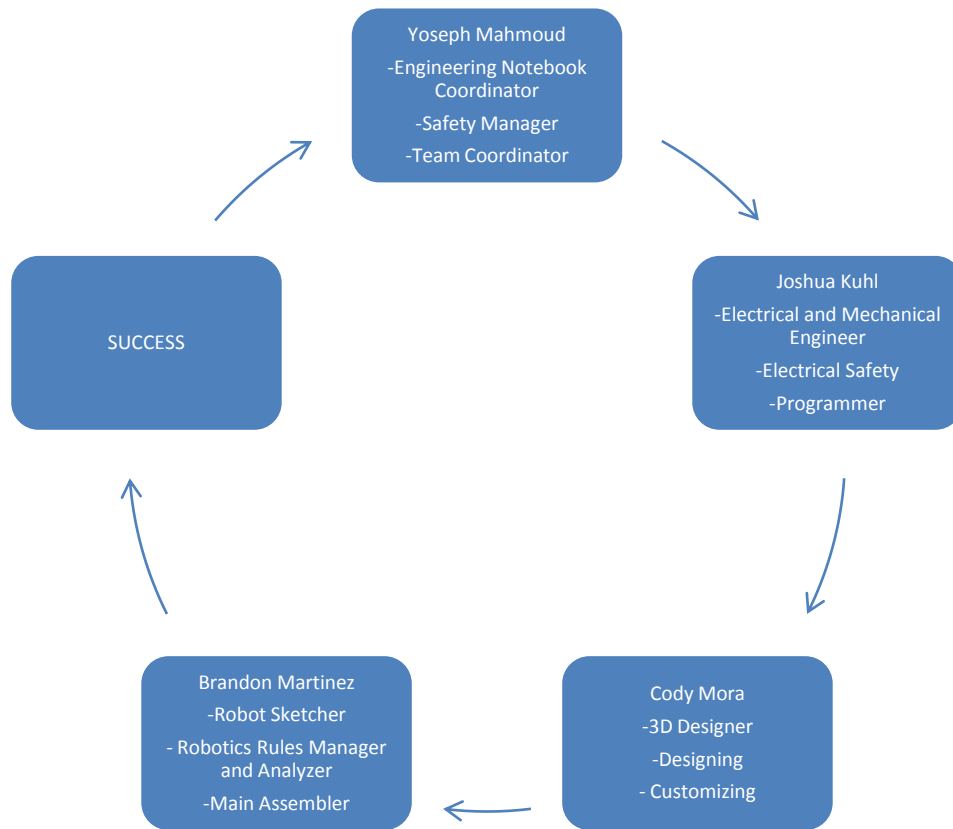 Yoseph Mahmoud
-Engineering Notebook
Coordinator
-Safety Manager
-Team Coordinator
Joshua Kuhl
-Electrical and Mechanical
Engineer
-Electrical Safety
-Programmer
Cody Mora
-3D Designer
-Designing
- Customizing
Brandon Martinez
-Robot Sketcher
- Robotics Rules Manager
and Analyzer
-Main Assembler
SUCCESS